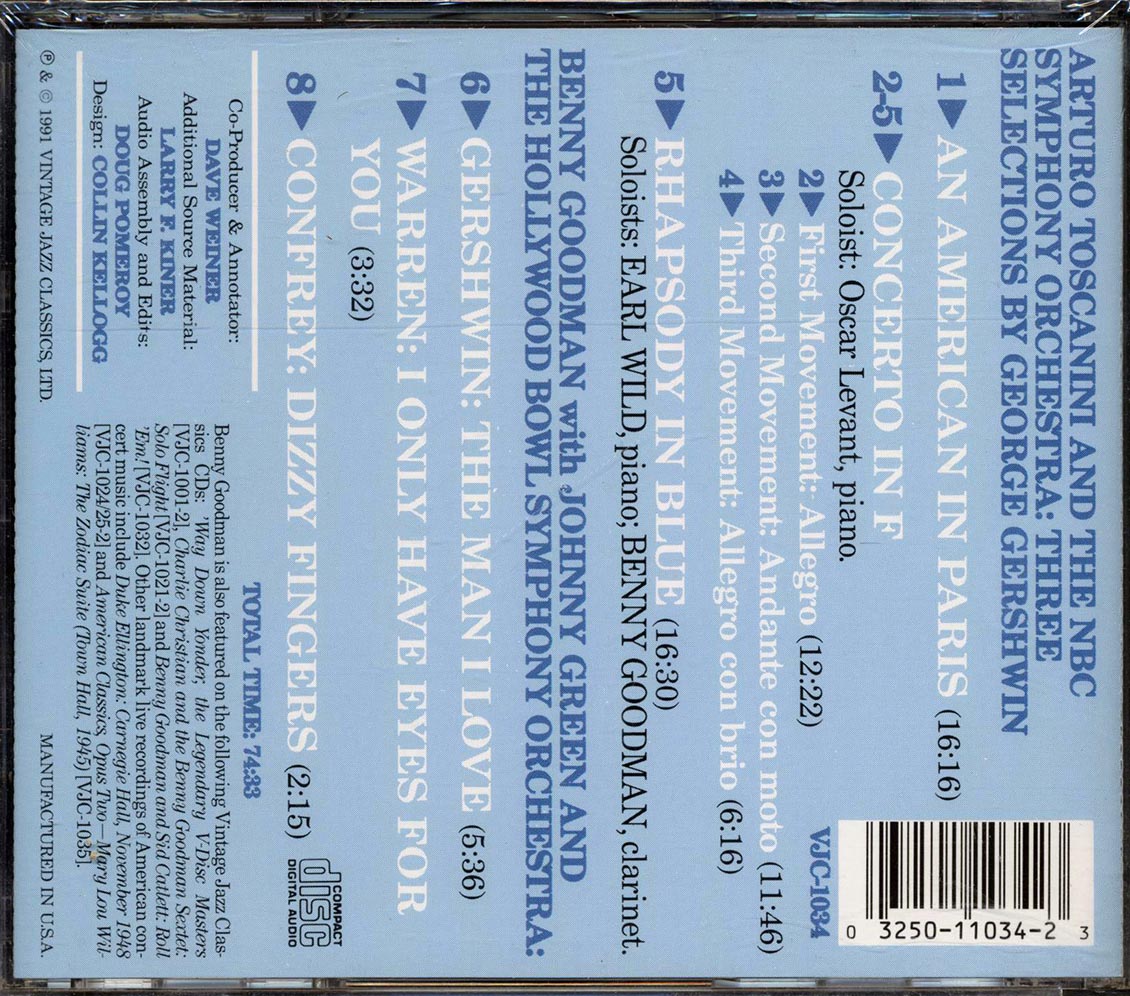 ARTURO TOSCANINI AND THE NBC
SYMPHONY ORCHESTRA: THREE
SELECTIONS BY GEORGE GERSHWIN
1 ▶ AN AMERICAN IN PARIS (16:16)
2-5 ▶ CONCERTO IN F
Soloist: Oscar Levant, piano.
2 ▶ First Movement: Allegro (12:22)
3 ▶ Second Movement: Andante con moto (11:46)
4 ▶ Third Movement: Allegro con brio (6:16)
5 ▶ RHAPSODY IN BLUE (16:30)
Soloists: EARL WILD, piano; BENNY GOODMAN, clarinet.
BENNY GOODMAN with JOHNNY GREEN AND
THE HOLLYWOOD BOWL SYMPHONY ORCHESTRA:
6 ▶ GERSHWIN: THE MAN I LOVE (5:36)
7 ▶ WARREN: I ONLY HAVE EYES FOR
YOU (3:32)
8 ▶ CONFREY: DIZZY FINGERS (2:15)
TOTAL TIME: 74:33
COMPACT
disc
DIGITAL AUDIO
VJC-1034
0 3250-11034-2 3
Co-Producer & Annotator:
DAVE WEINER
Additional Source Material:
LARRY F. KINER
Audio Assembly and Edits:
DOUG POMEROY
Design: COLLIN KELLOGG
Benny Goodman is also featured on the following Vintage Jazz Clas-
sics CDs: Way Down Yonder, the Legendary V-Disc Masters
[VJC-1001-2], Charlie Christian and the Benny Goodman Sextet:
Solo Flight [VJC-1021-2] and Benny Goodman and Sid Catlett: Roll
'Em! [VJC-1032]. Other landmark live recordings of American con-
cert music include Duke Ellington: Carnegie Hall, November 1948
[VJC-1024/25-2] and American Classics, Opus Two—Mary Lou Wil-
liams: The Zodiac Suite (Town Hall, 1945) [VJC-1035].
℗ & © 1991 VINTAGE JAZZ CLASSICS, LTD.
MANUFACTURED IN U.S.A.